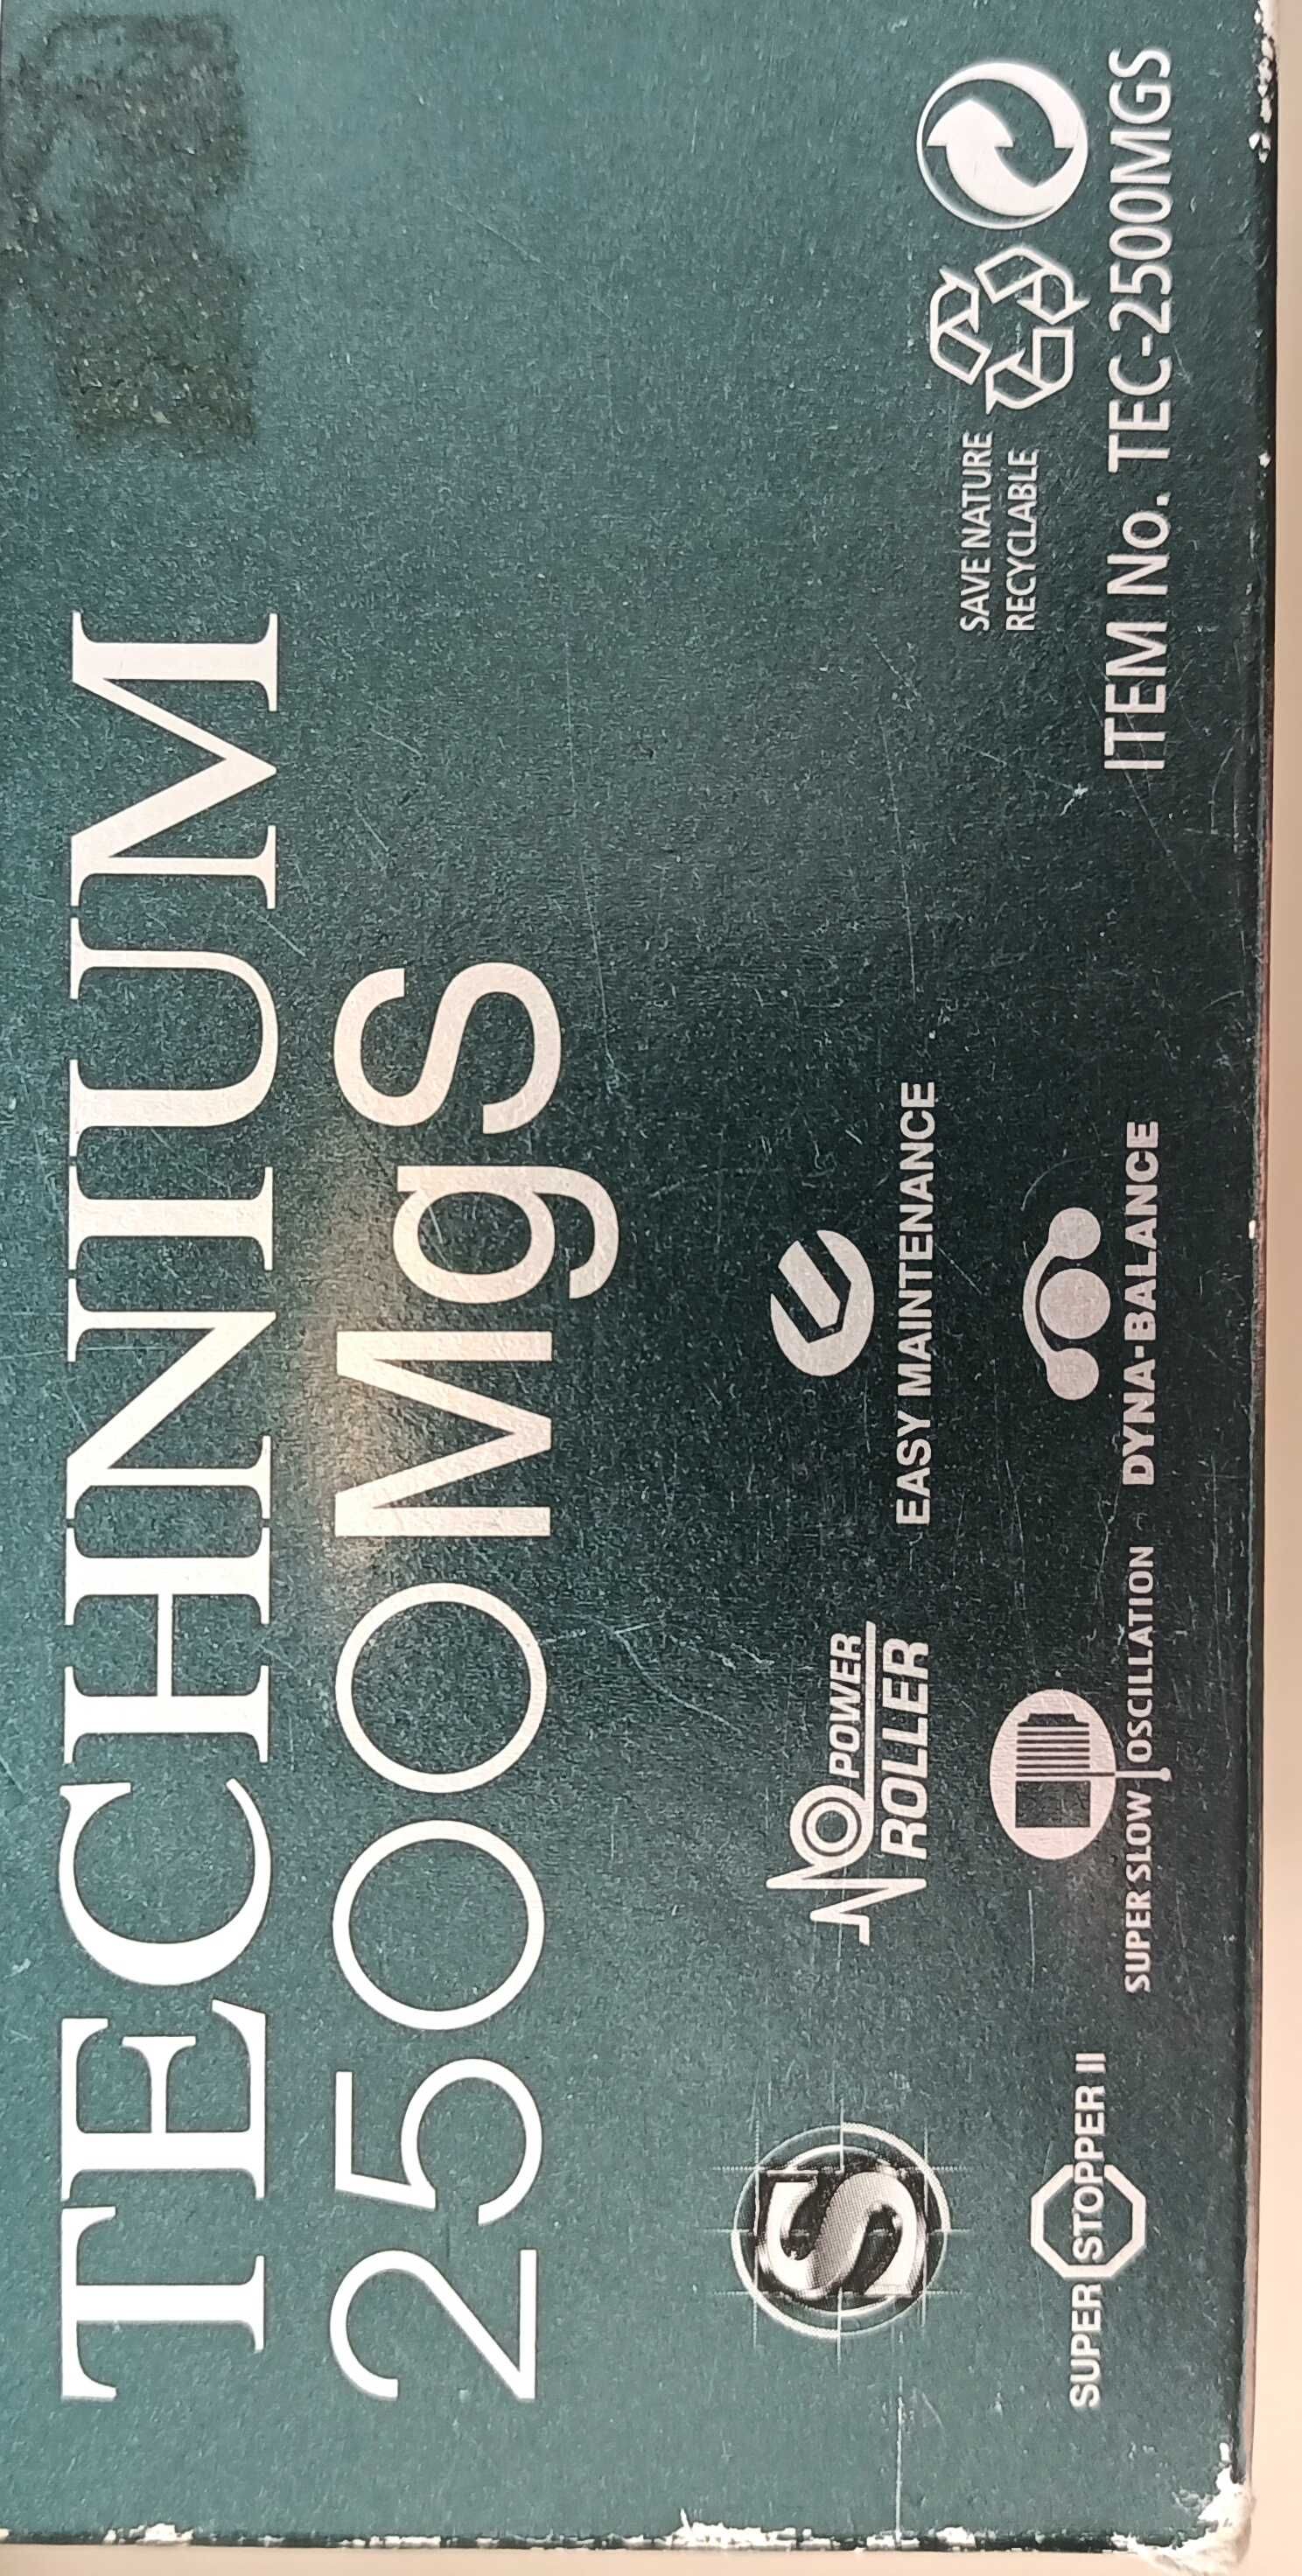 TECHNIUM
2500MgS
S
POWER
ROLLER
EASY MAINTENANCE
SUPER STOPPER II
SUPER SLOW OSCILLATION
DYNA-BALANCE
SAVE NATURE
RECYCLABLE
ITEM No. TEC-2500MGS